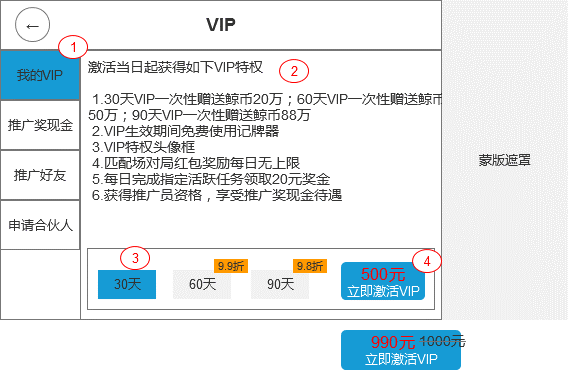 ←
VIP
1
我的VIP
推广奖现金
推广好友
申请合伙人
激活当日起获得如下VIP特权
2
1.30天VIP一次性赠送鲸币20万；60天VIP一次性赠送鲸币
50万；90天VIP一次性赠送鲸币88万
2.VIP生效期间免费使用记牌器
3.VIP特权头像框
4.匹配场对局红包奖励每日无上限
5.每日完成指定活跃任务领取20元奖金
6.获得推广员资格，享受推广奖现金待遇
3
30天
9.9折
60天
9.8折
90天
4
500元
立即激活VIP
蒙版遮罩
990元 1000元
立即激活VIP